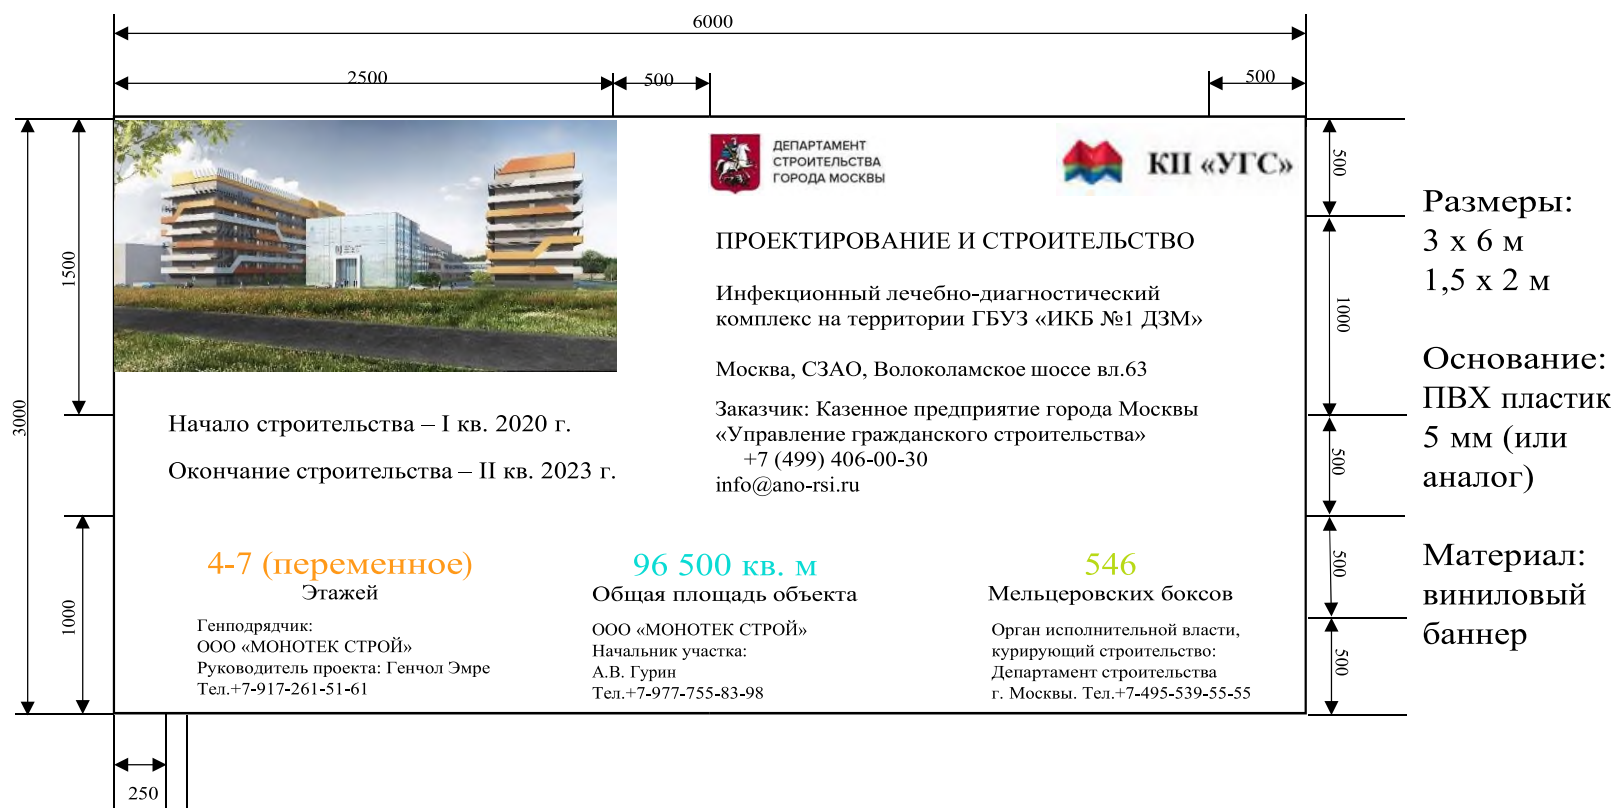 6000
2500
500
500
3000
1500
1000
250
ДЕПАРТАМЕНТ
СТРОИТЕЛЬСТВА
ГОРОДА МОСКВЫ
КП «УГС»
ПРОЕКТИРОВАНИЕ И СТРОИТЕЛЬСТВО
Инфекционный лечебно-диагностический
комплекс на территории ГБУЗ «ИКБ №1 ДЗМ»
Москва, СЗАО, Волоколамское шоссе вл.63
Заказчик: Казенное предприятие города Москвы
«Управление гражданского строительства»
+7 (499) 406-00-30
info@ano-rsi.ru
Начало строительства – I кв. 2020 г.
Окончание строительства – II кв. 2023 г.
4-7 (переменное)
Этажей
96 500 кв. м
Общая площадь объекта
546
Мельцеровских боксов
Генподрядчик:
ООО «МОНОТЕК СТРОЙ»
Руководитель проекта: Генчол Эмре
Тел.+7-917-261-51-61
ООО «МОНОТЕК СТРОЙ»
Начальник участка:
А.В. Гурин
Тел.+7-977-755-83-98
Орган исполнительной власти,
курирующий строительство:
Департамент строительства
г. Москвы. Тел.+7-495-539-55-55
500
1000
500
500
500
Размеры:
3 х 6 м
1,5 х 2 м
Основание:
ПВХ пластик
5 мм (или
аналог)
Материал:
виниловый
баннер